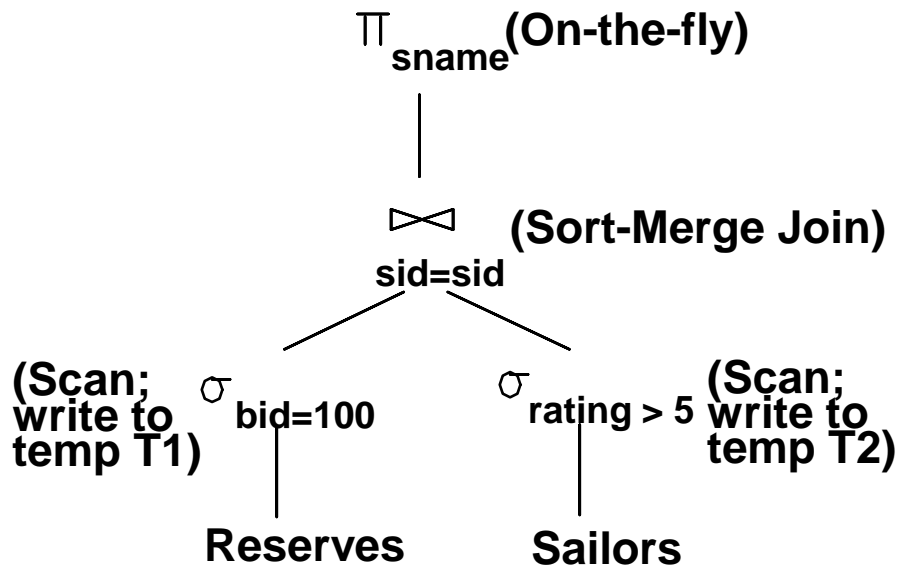 π sname (On-the-fly)
⋈ (Sort-Merge Join)
sid=sid
(Scan;
write to
temp T1)
σ bid=100
σ rating > 5
(Scan;
write to
temp T2)
Reserves
Sailors